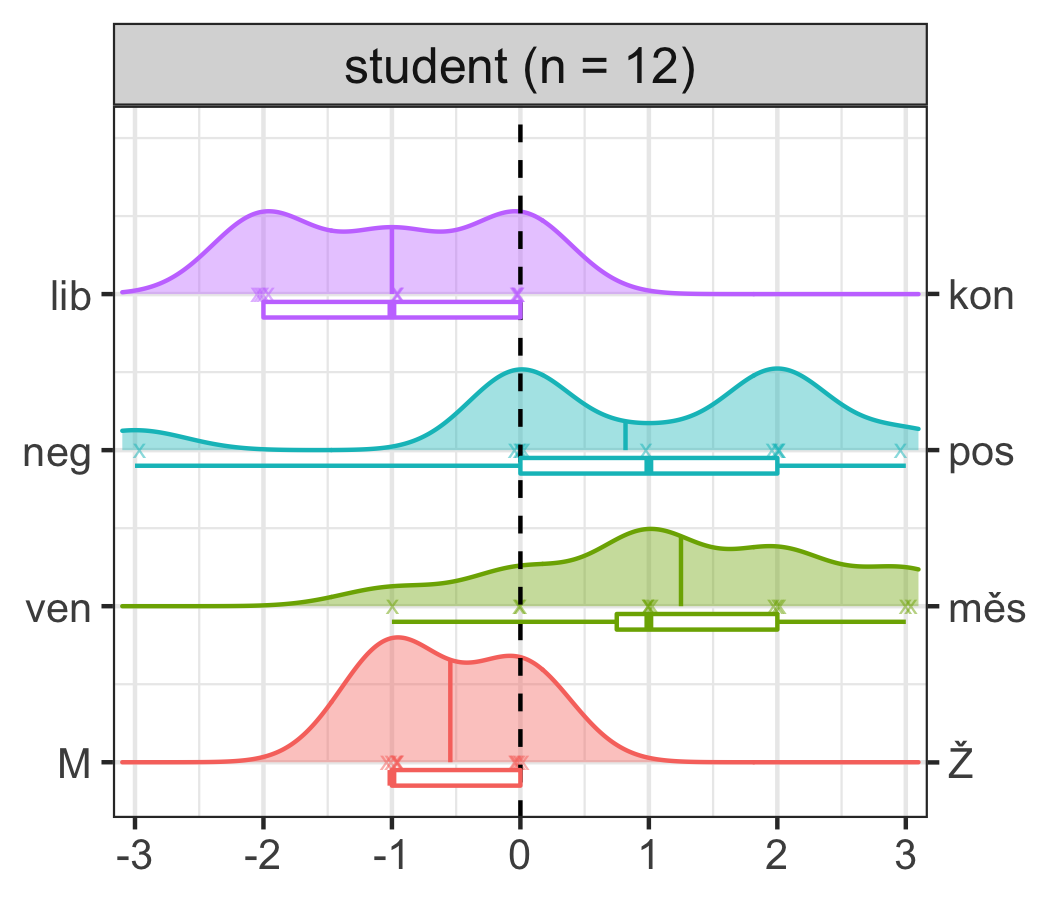 student (n = 12)
lib kon
neg pos
ven měs
M Ž
-3 -2 -1 0 1 2 3